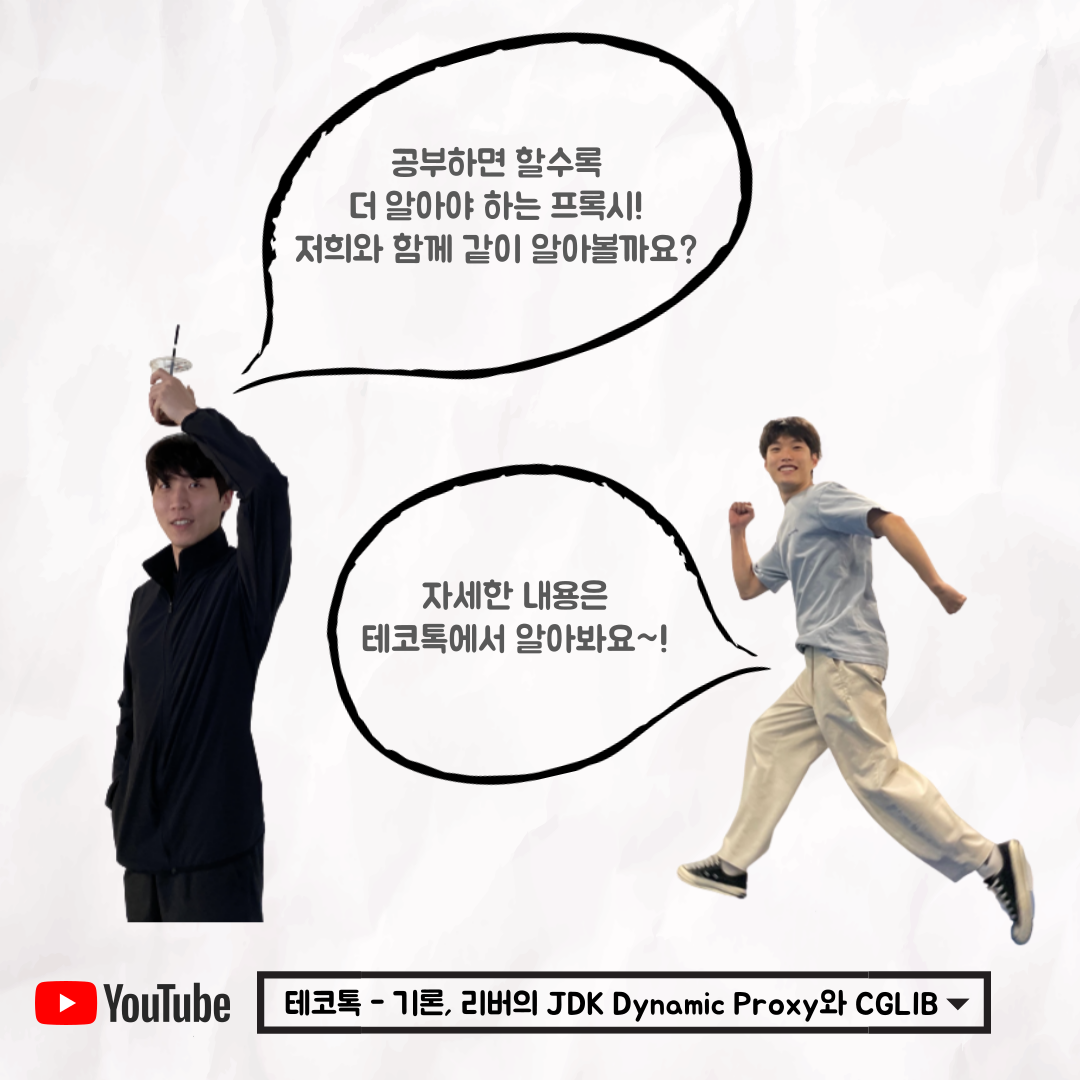 공부하면 할수록
더 알아야 하는 프록시!
저희와 함께 같이 알아볼까요?
자세한 내용은
테코톡에서 알아봐요~!
YouTube
테코톡 - 기론, 리버의 JDK Dynamic Proxy와 CGLIB